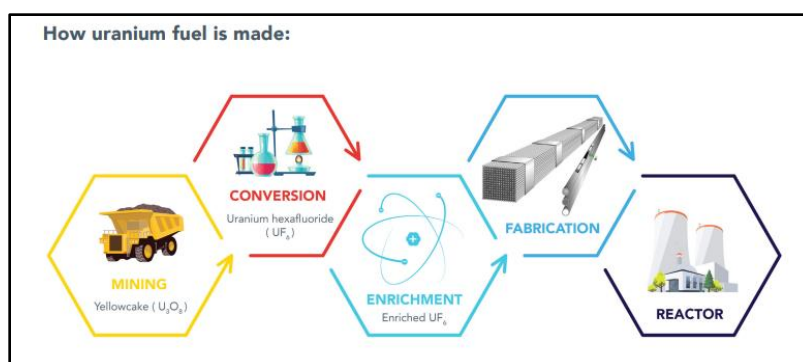 How uranium fuel is made:
CONVERSION
Uranium hexafluoride
( UF₆ )
MINING
Yellowcake ( U₃O₈ )
ENRICHMENT
Enriched UF₆
FABRICATION
REACTOR